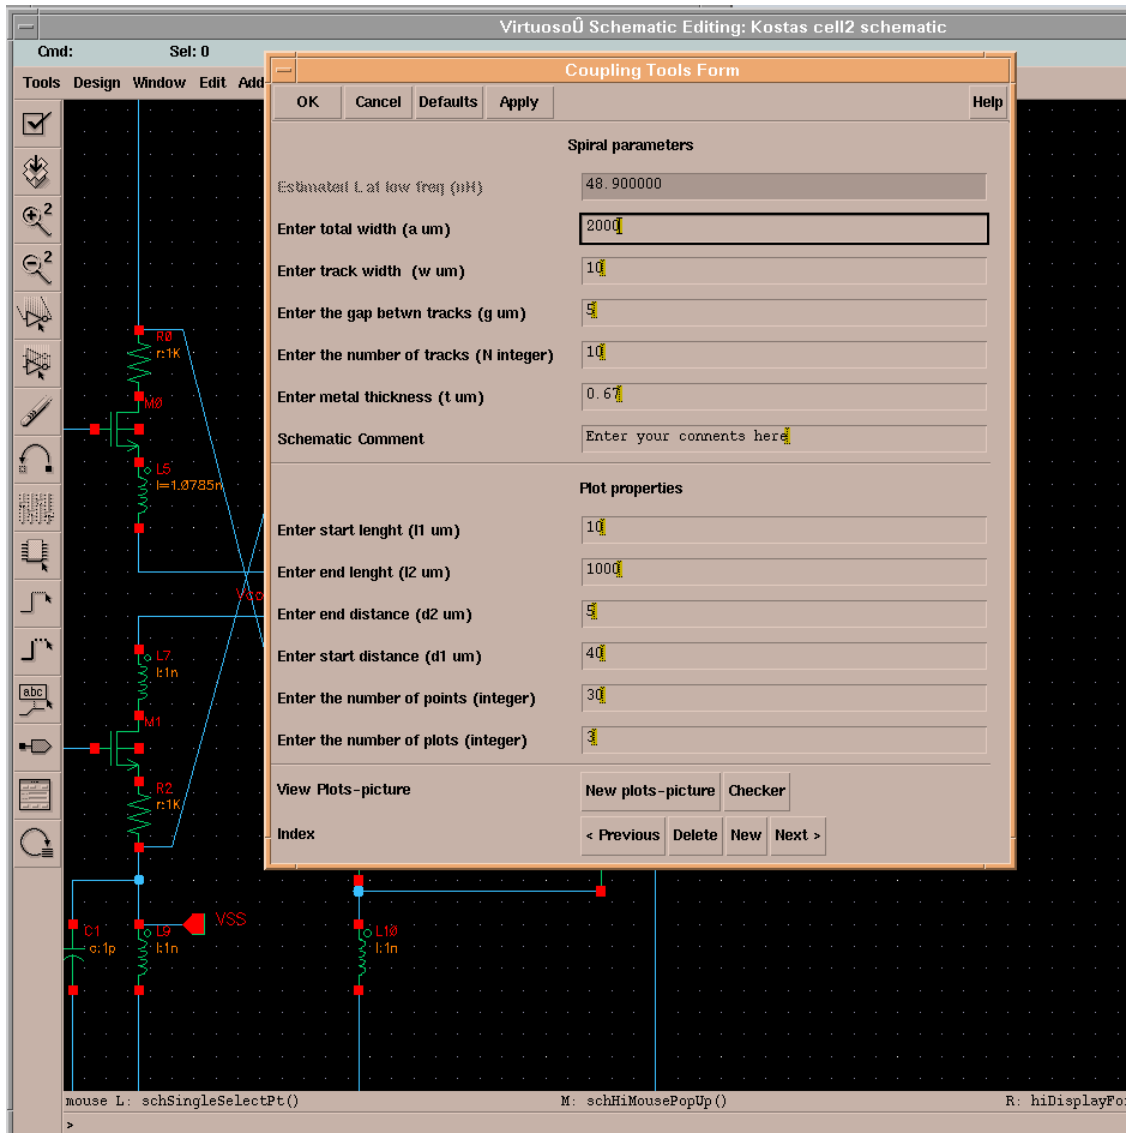 VirtuosoÛ Schematic Editing: Kostas cell2 schematic
Cmd: Sel: 0
Tools Design Window Edit Add
Coupling Tools Form
OK Cancel Defaults Apply Help
Spiral parameters
Estimated L at low freq (nH) 48.900000
Enter total width (a um) 2000
Enter track width (w um) 10
Enter the gap betwn tracks (g um) 5
Enter the number of tracks (N integer) 10
Enter metal thickness (t um) 0.67
Schematic Comment Enter your comments here
Plot properties
Enter start lenght (l1 um) 10
Enter end lenght (l2 um) 1000
Enter end distance (d2 um) 5
Enter start distance (d1 um) 40
Enter the number of points (integer) 30
Enter the number of plots (integer) 3
View Plots-picture New plots-picture Checker
Index < Previous Delete New Next >
2
2
abc
R0
r:1K
M0
L5
l=1.0785n
L7
l:1n
M1
R2
r:1K
VSS
C1
c:1p
L9
l:1n
L10
l:1n
mouse L: schSingleSelectPt() M: schHiMousePopUp() R: hiDisplayFo
>